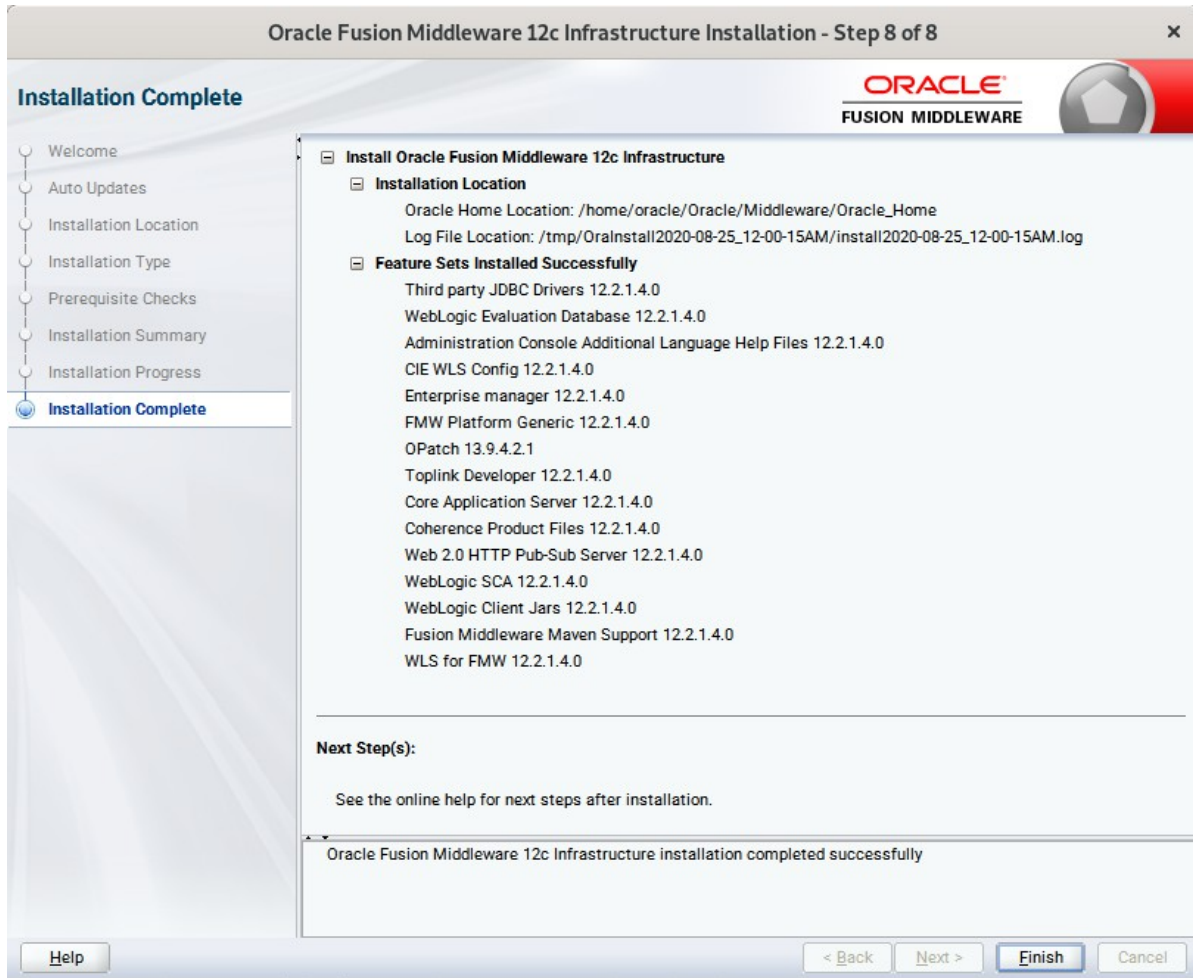 Oracle Fusion Middleware 12c Infrastructure Installation - Step 8 of 8
×
Installation Complete
ORACLE
FUSION MIDDLEWARE
Welcome
Auto Updates
Installation Location
Installation Type
Prerequisite Checks
Installation Summary
Installation Progress
Installation Complete
Install Oracle Fusion Middleware 12c Infrastructure
Installation Location
Oracle Home Location: /home/oracle/Oracle/Middleware/Oracle_Home
Log File Location: /tmp/OraInstall2020-08-25_12-00-15AM/install2020-08-25_12-00-15AM.log
Feature Sets Installed Successfully
Third party JDBC Drivers 12.2.1.4.0
WebLogic Evaluation Database 12.2.1.4.0
Administration Console Additional Language Help Files 12.2.1.4.0
CIE WLS Config 12.2.1.4.0
Enterprise manager 12.2.1.4.0
FMW Platform Generic 12.2.1.4.0
OPatch 13.9.4.2.1
Toplink Developer 12.2.1.4.0
Core Application Server 12.2.1.4.0
Coherence Product Files 12.2.1.4.0
Web 2.0 HTTP Pub-Sub Server 12.2.1.4.0
WebLogic SCA 12.2.1.4.0
WebLogic Client Jars 12.2.1.4.0
Fusion Middleware Maven Support 12.2.1.4.0
WLS for FMW 12.2.1.4.0
Next Step(s):
See the online help for next steps after installation.
Oracle Fusion Middleware 12c Infrastructure installation completed successfully
Help
< Back
Next >
Finish
Cancel